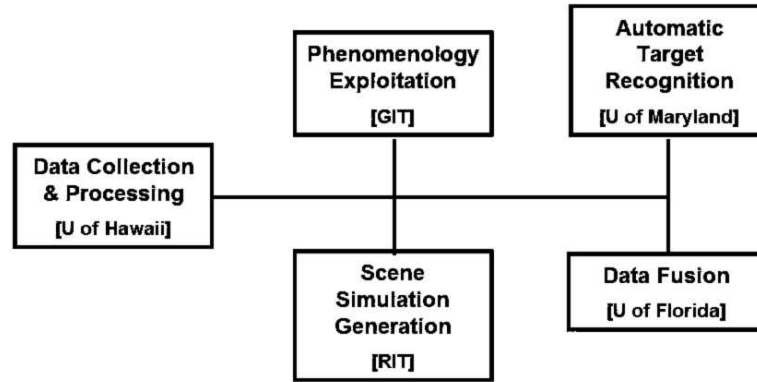 Phenomenology
Exploitation
[GIT]
Automatic
Target
Recognition
[U of Maryland]
Data Collection
& Processing
[U of Hawaii]
Scene
Simulation
Generation
[RIT]
Data Fusion
[U of Florida]